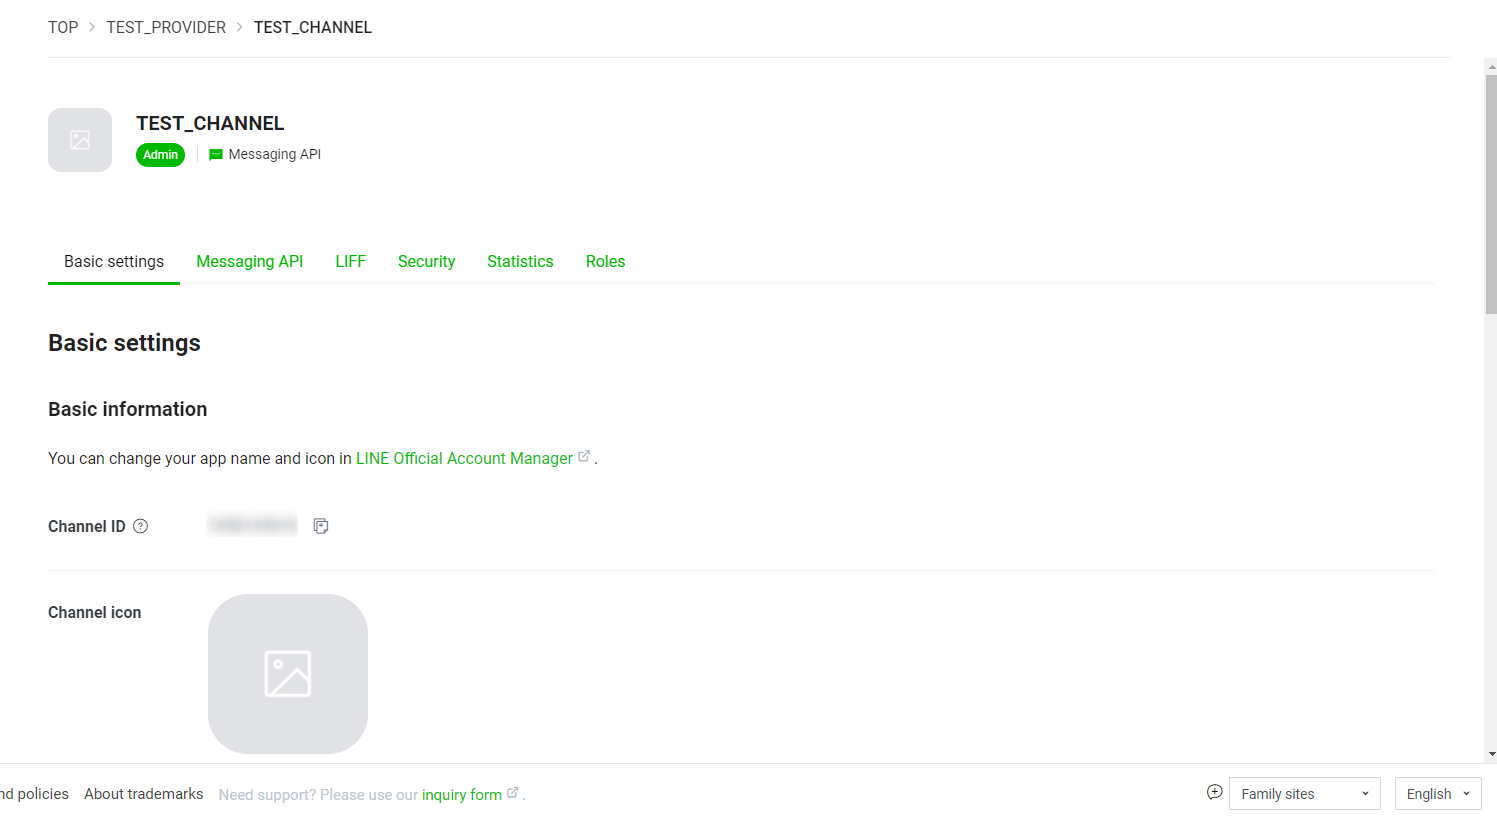 TOP > TEST_PROVIDER > TEST_CHANNEL
TEST_CHANNEL
Admin Messaging API
Basic settings Messaging API LIFF Security Statistics Roles
Basic settings
Basic information
You can change your app name and icon in LINE Official Account Manager .
Channel ID ?
Channel icon
nd policies About trademarks Need support? Please use our inquiry form . Family sites English